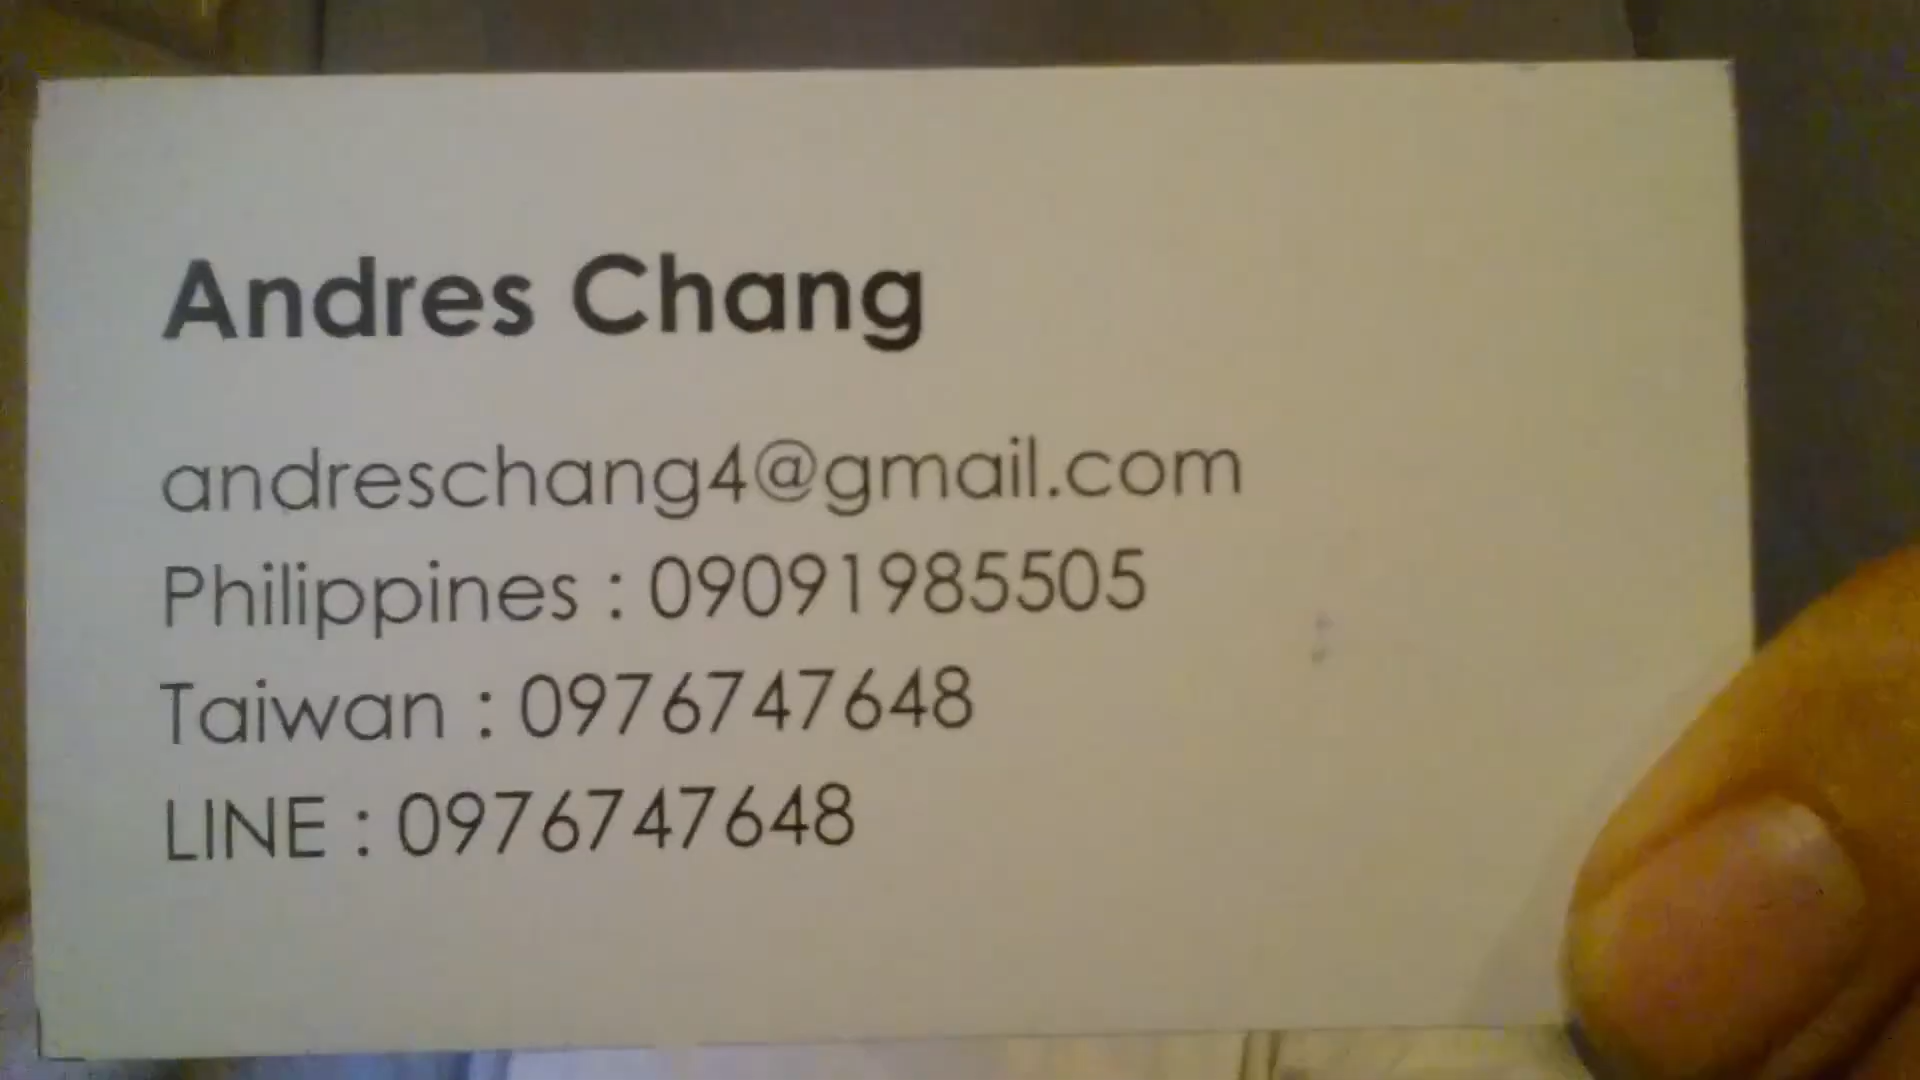 Andres Chang
andreschang4@gmail.com
Philippines : 09091985505
Taiwan : 0976747648
LINE : 0976747648